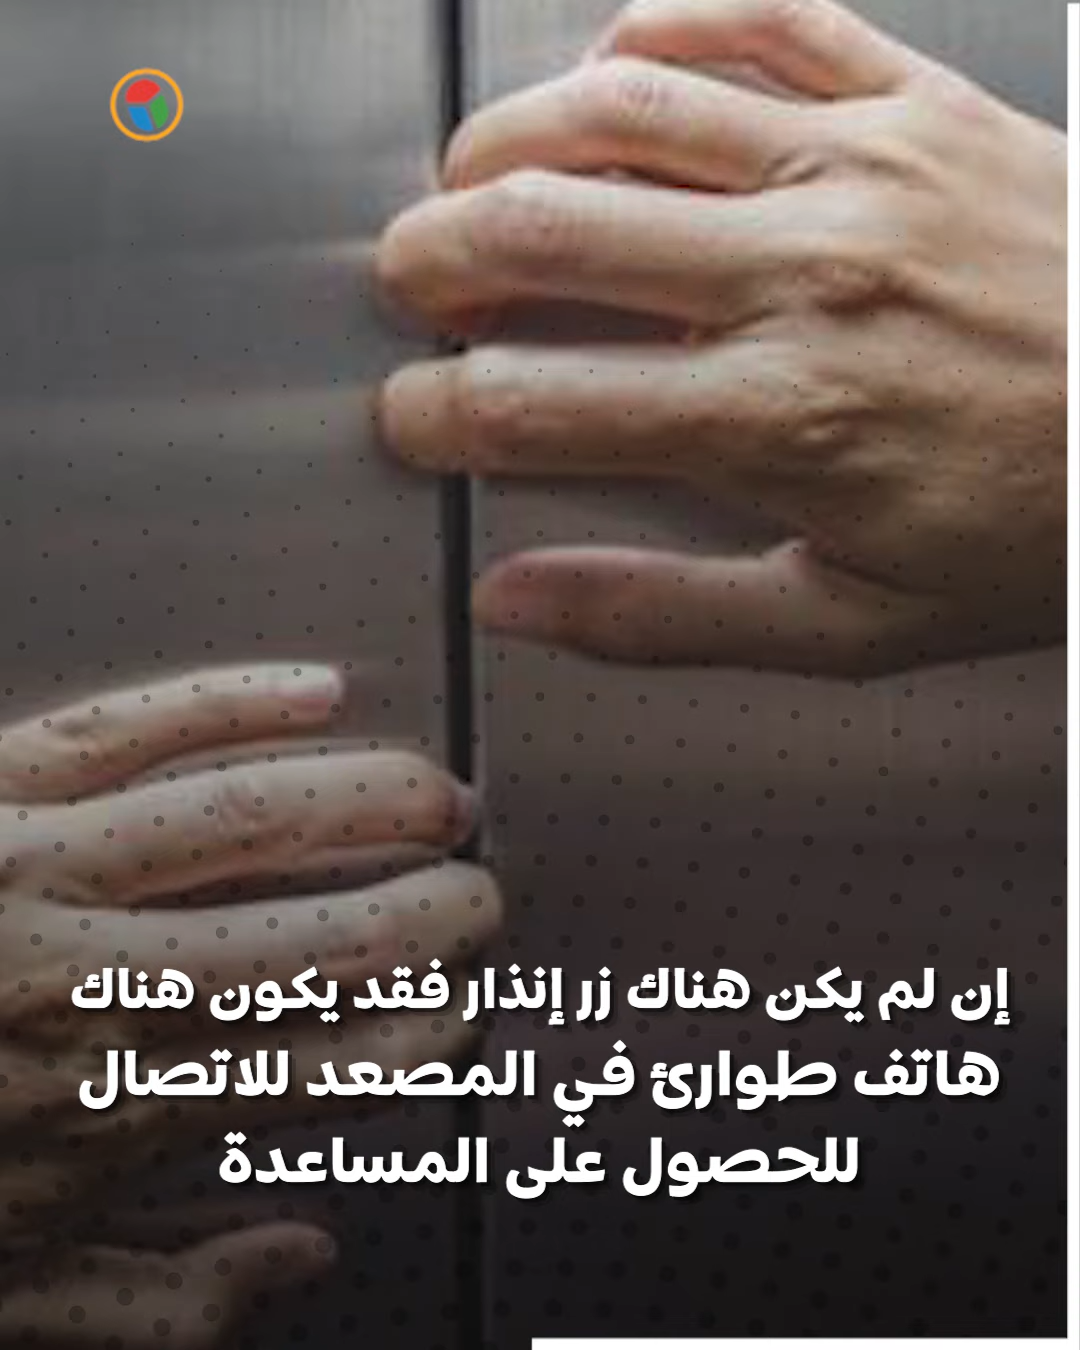 إن لم يكن هناك زر إنذار فقد يكون هناك
هاتف طوارئ في المصعد للاتصال
للحصول على المساعدة